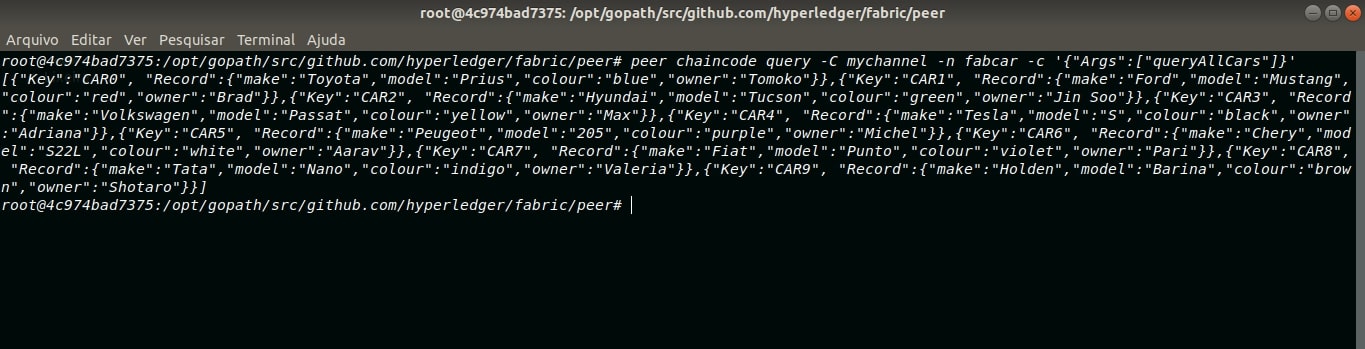 root@4c974bad7375: /opt/gopath/src/github.com/hyperledger/fabric/peer
Arquivo Editar Ver Pesquisar Terminal Ajuda
root@4c974bad7375:/opt/gopath/src/github.com/hyperledger/fabric/peer# peer chaincode query -C mychannel -n fabcar -c '{"Args":["queryAllCars"]}'
[{"Key":"CAR0", "Record":{"make":"Toyota","model":"Prius","colour":"blue","owner":"Tomoko"}},{"Key":"CAR1", "Record":{"make":"Ford","model":"Mustang",
"colour":"red","owner":"Brad"}},{"Key":"CAR2", "Record":{"make":"Hyundai","model":"Tucson","colour":"green","owner":"Jin Soo"}},{"Key":"CAR3", "Record
":{"make":"Volkswagen","model":"Passat","colour":"yellow","owner":"Max"}},{"Key":"CAR4", "Record":{"make":"Tesla","model":"S","colour":"black","owner"
:"Adriana"}},{"Key":"CAR5", "Record":{"make":"Peugeot","model":"205","colour":"purple","owner":"Michel"}},{"Key":"CAR6", "Record":{"make":"Chery","mod
el":"S22L","colour":"white","owner":"Aarav"}},{"Key":"CAR7", "Record":{"make":"Fiat","model":"Punto","colour":"violet","owner":"Pari"}},{"Key":"CAR8",
 "Record":{"make":"Tata","model":"Nano","colour":"indigo","owner":"Valeria"}},{"Key":"CAR9", "Record":{"make":"Holden","model":"Barina","colour":"brow
n","owner":"Shotaro"}}]
root@4c974bad7375:/opt/gopath/src/github.com/hyperledger/fabric/peer#